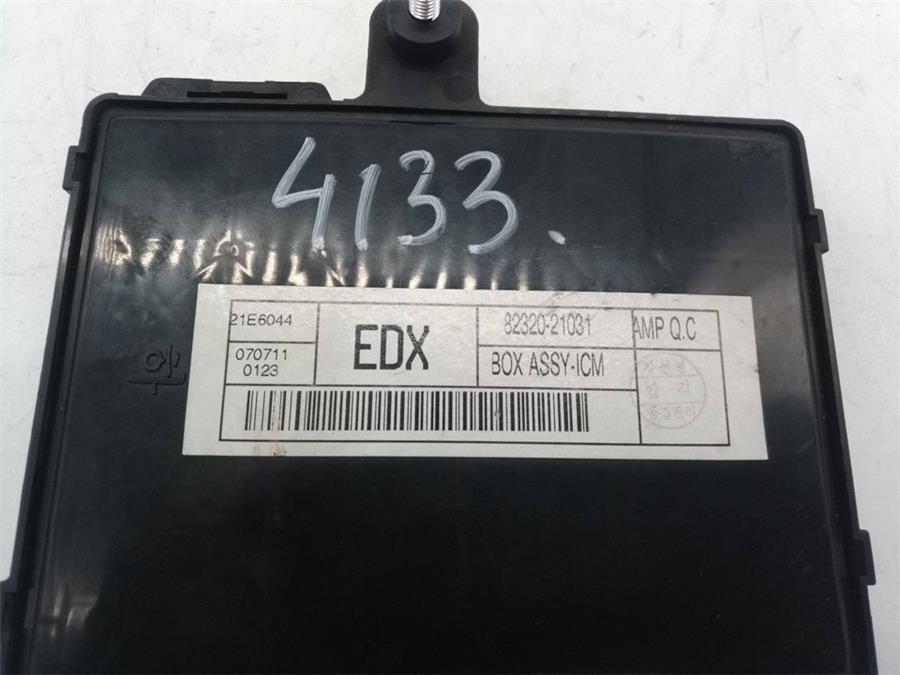 4133.
21E6044
EDX
82320-21031
AMP Q.C
070711
0123
BOX ASSY-ICM